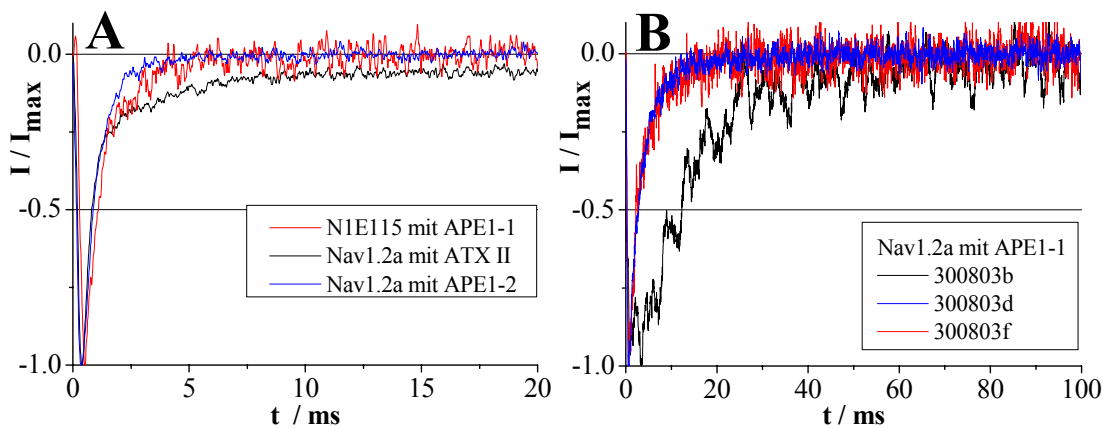 A
I / Imax
0.0
-0.5
-1.0
N1E115 mit APE1-1
Nav1.2a mit ATX II
Nav1.2a mit APE1-2
0 5 10 15 20
t / ms
B
I / Imax
0.0
-0.5
-1.0
Nav1.2a mit APE1-1
300803b
300803d
300803f
0 20 40 60 80 100
t / ms